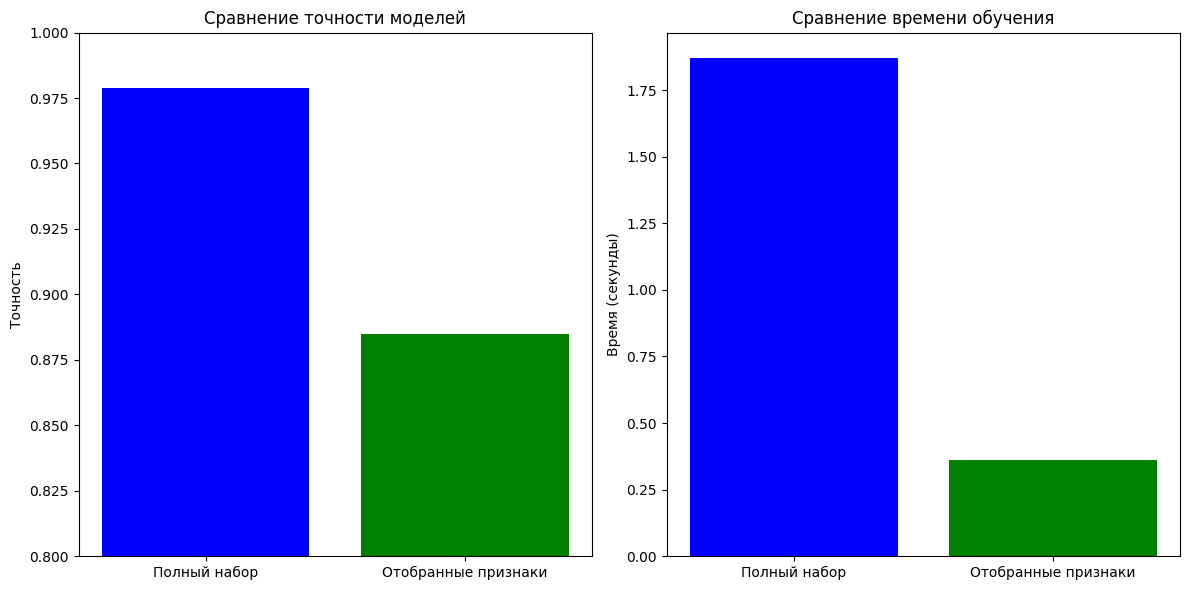 Сравнение точности моделей
Точность
1.000
0.975
0.950
0.925
0.900
0.875
0.850
0.825
0.800
Полный набор
Отобранные признаки
Сравнение времени обучения
Время (секунды)
1.75
1.50
1.25
1.00
0.75
0.50
0.25
0.00
Полный набор
Отобранные признаки